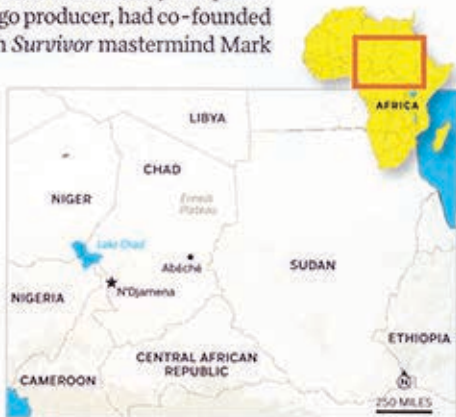 go producer, had co-founded
n Survivor mastermind Mark
AFRICA
LIBYA
CHAD
NIGER
Ennedi
Plateau
Lake Chad
Abéché
SUDAN
N'Djamena
NIGERIA
ETHIOPIA
CENTRAL AFRICAN
REPUBLIC
CAMEROON
N
250 MILES